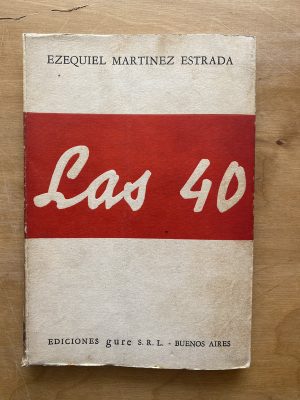 EZEQUIEL MARTINEZ ESTRADA
Las 40
EDICIONES gure S. R. L. - BUENOS AIRES